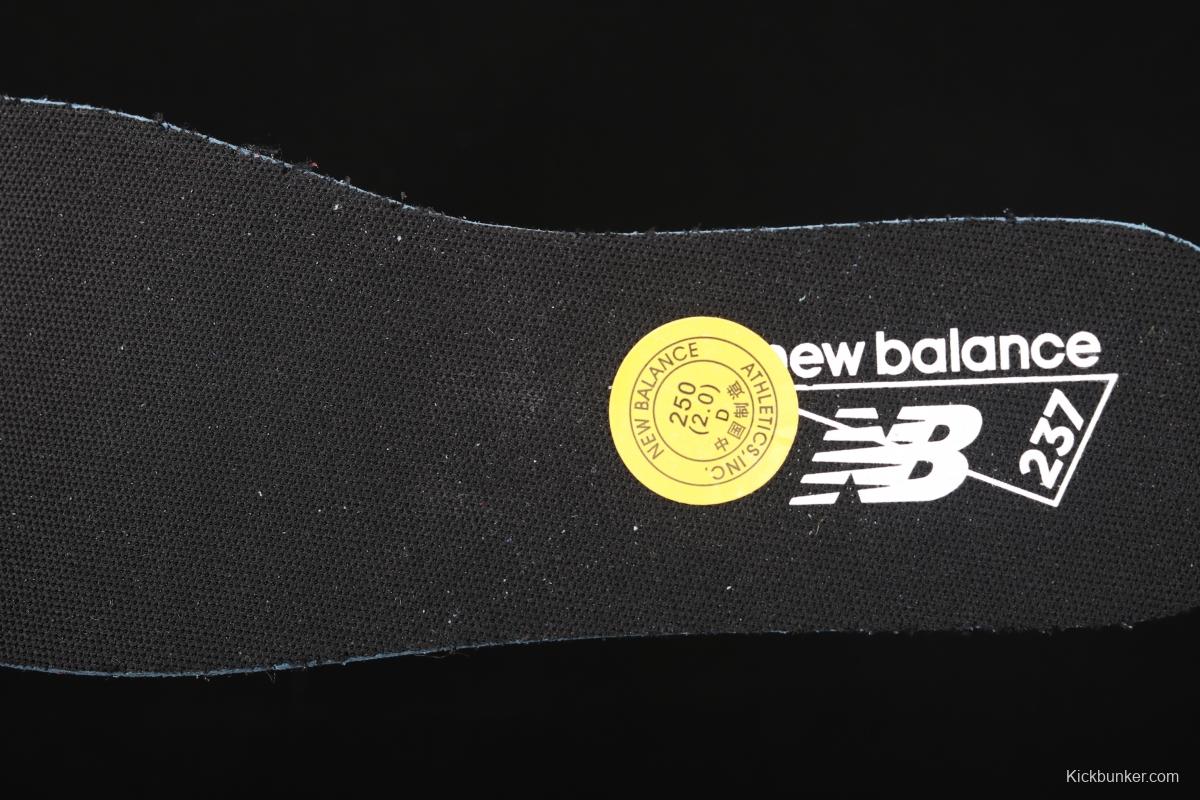 new balance
NB
237
NEW BALANCE ATHLETICS,INC.
250
(2.0)
D
中国制造
Kickbunker.com